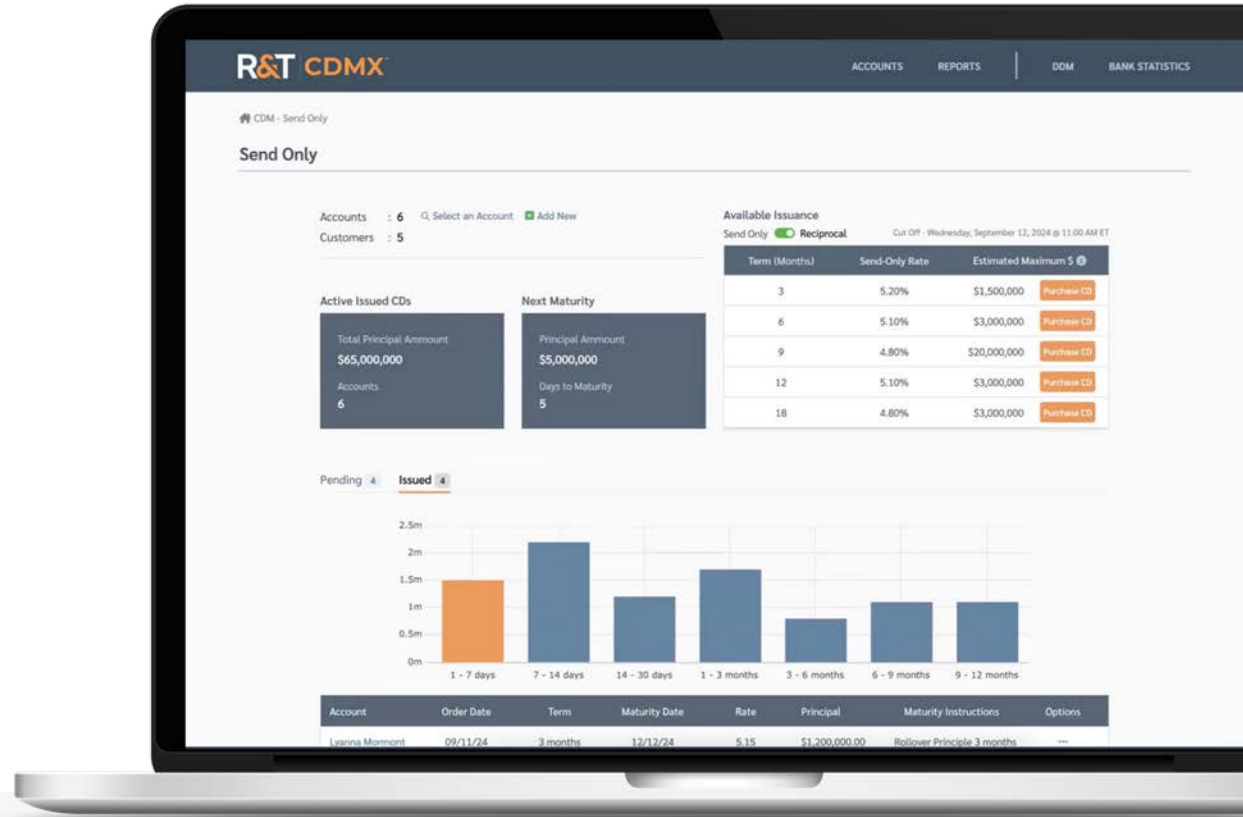 R&T CDMX
ACCOUNTS REPORTS DDM BANK STATISTICS
CDM - Send Only
Send Only
Accounts : 6 Select an Account Add New
Customers : 5
Available Issuance
Send Only Reciprocal Cut Off - Wednesday, September 12, 2024 @ 11:00 AM ET
Term (Months) Send-Only Rate Estimated Maximum $
3 5.20% $1,500,000 Purchase CD
6 5.10% $3,000,000 Purchase CD
9 4.80% $20,000,000 Purchase CD
12 5.10% $3,000,000 Purchase CD
18 4.80% $3,000,000 Purchase CD
Active Issued CDs
Total Principal Ammount
$65,000,000
Accounts
6
Next Maturity
Principal Ammount
$5,000,000
Days to Maturity
5
Pending 4 Issued 4
2.5m
2m
1.5m
1m
0.5m
0m
1 - 7 days 7 - 14 days 14 - 30 days 1 - 3 months 3 - 6 months 6 - 9 months 9 - 12 months
Account Order Date Term Maturity Date Rate Principal Maturity Instructions Options
Lyanna Mormont 09/11/24 3 months 12/12/24 5.15 $1,200,000.00 Rollover Principle 3 months ...